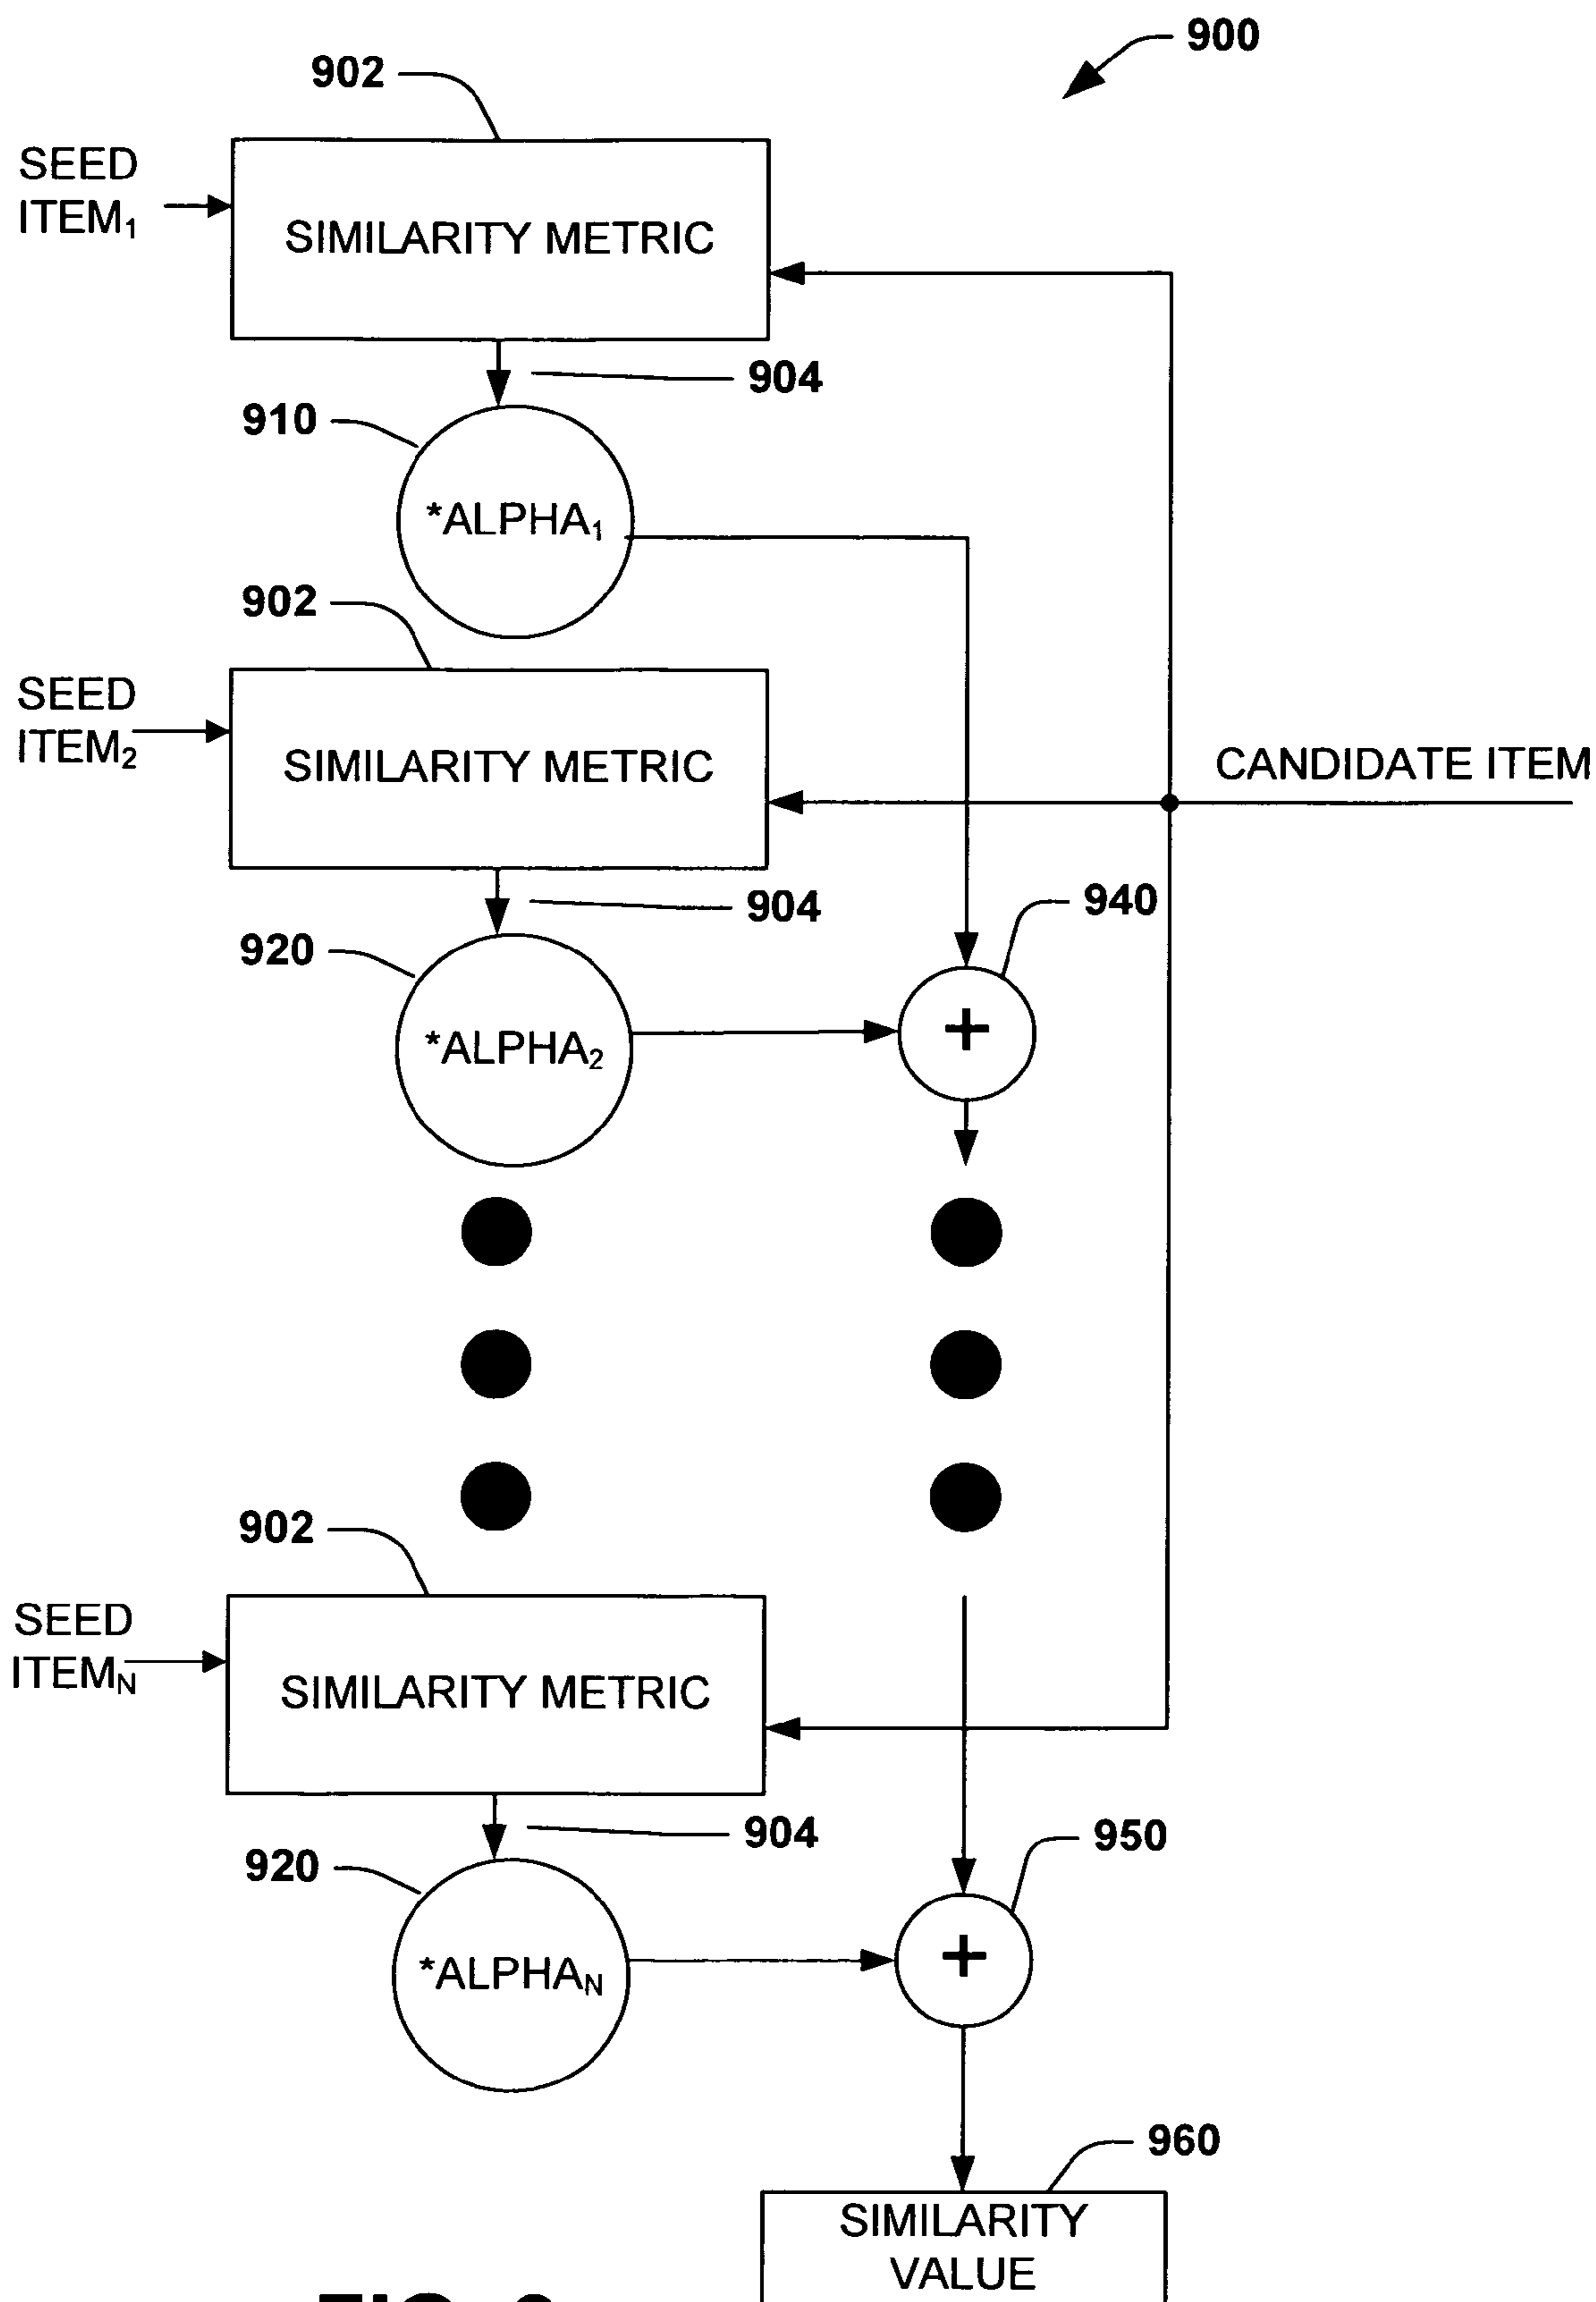 900
902
SEED
ITEM1
SIMILARITY METRIC
904
910
*ALPHA1
902
SEED
ITEM2
SIMILARITY METRIC
CANDIDATE ITEM
904
940
920
*ALPHA2
+
902
SEED
ITEMN
SIMILARITY METRIC
904
950
920
*ALPHAN
+
960
SIMILARITY
VALUE